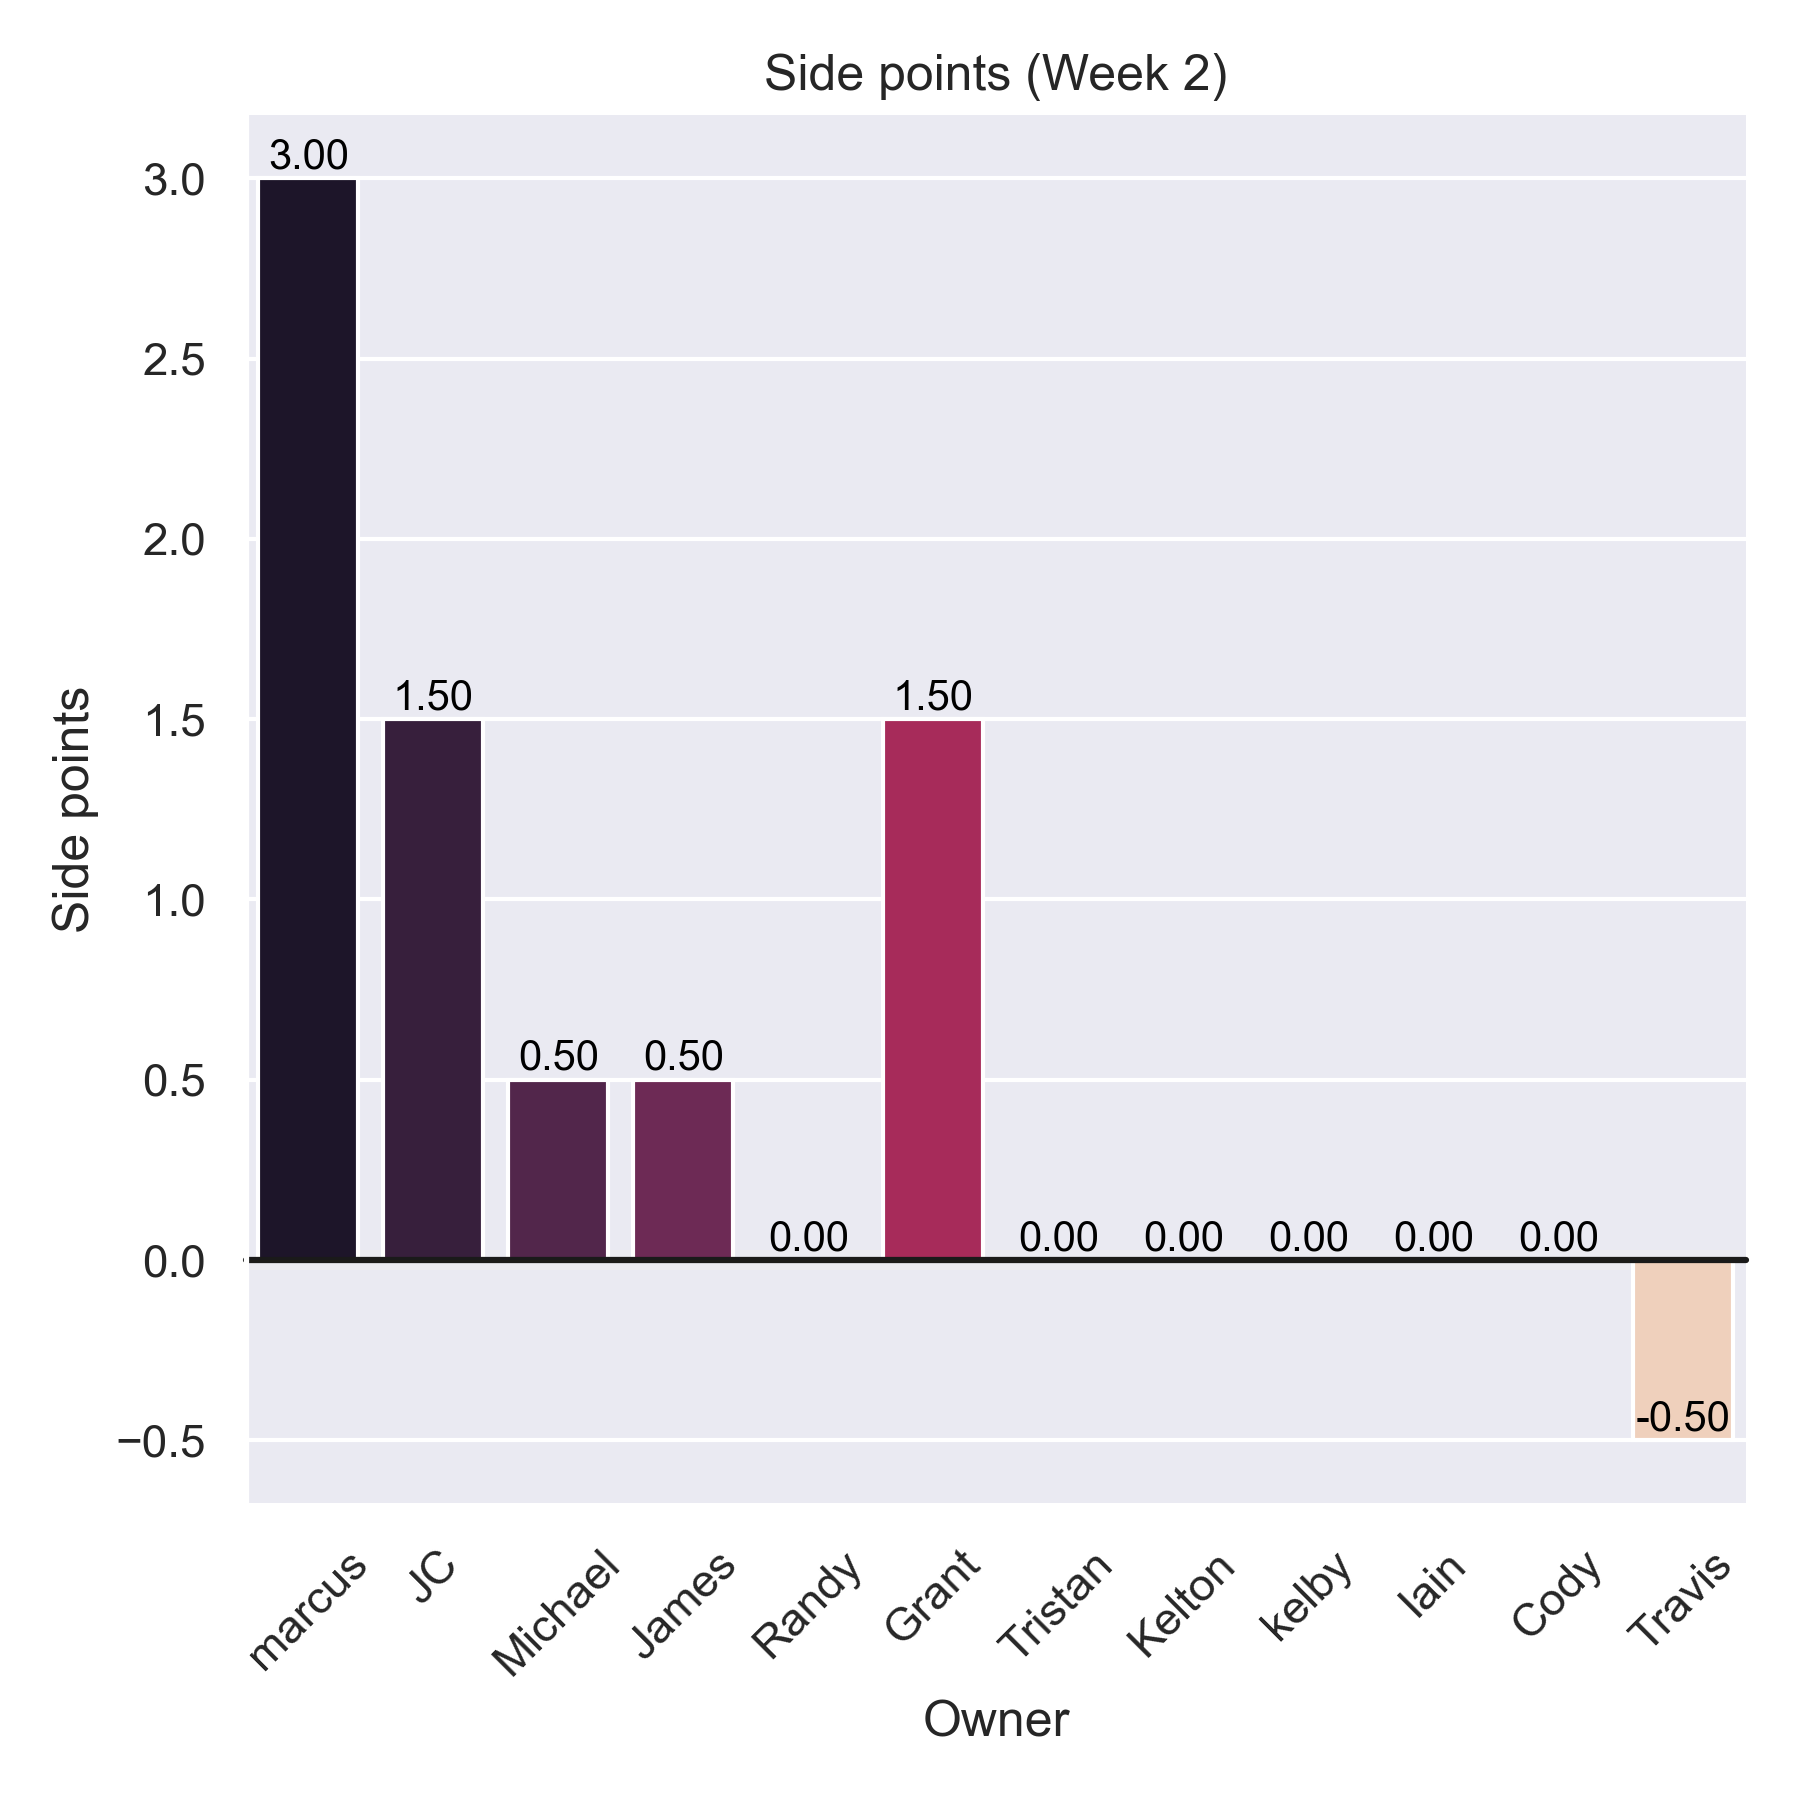 Side points (Week 2)
Side points
3.0
2.5
2.0
1.5
1.0
0.5
0.0
−0.5
3.00
1.50
0.50
0.50
0.00
1.50
0.00
0.00
0.00
0.00
0.00
-0.50
marcus
JC
Michael
James
Randy
Grant
Tristan
Kelton
kelby
Iain
Cody
Travis
Owner